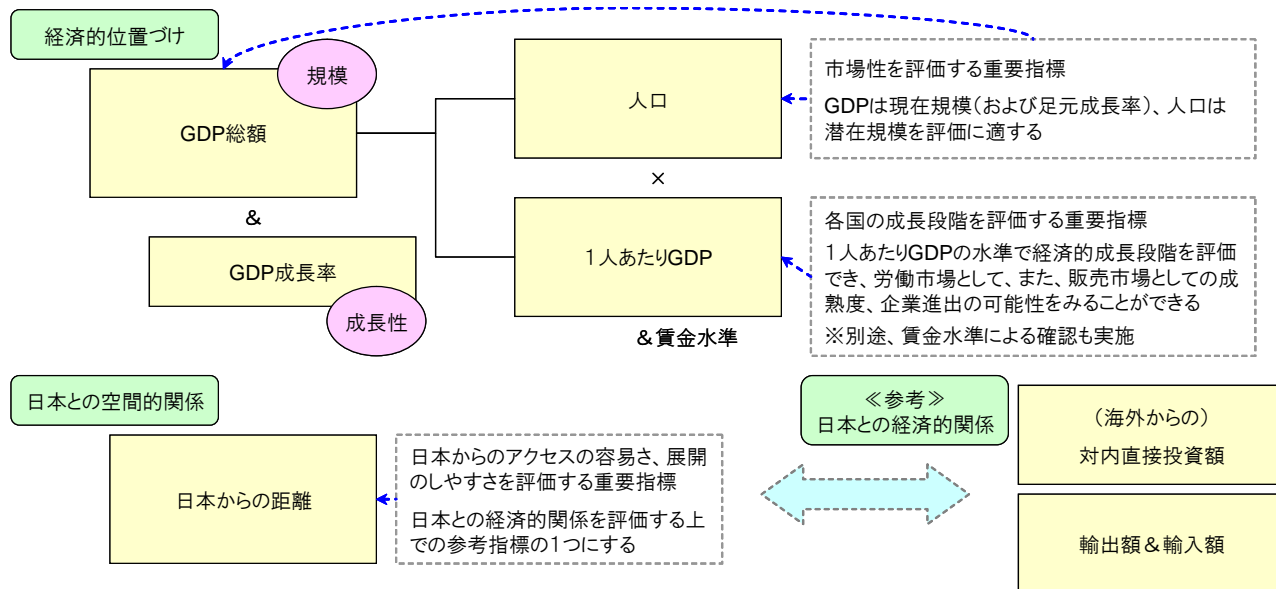 経済的位置づけ
規模
GDP総額
&
GDP成長率
成長性
人口
×
1人あたりGDP
&賃金水準
市場性を評価する重要指標
GDPは現在規模(および足元成長率)、人口は
潜在規模を評価に適する
各国の成長段階を評価する重要指標
1人あたりGDPの水準で経済的成長段階を評価
でき、労働市場として、また、販売市場としての成
熟度、企業進出の可能性をみることができる
※別途、賃金水準による確認も実施
日本との空間的関係
日本からの距離
日本からのアクセスの容易さ、展開
のしやすさを評価する重要指標
日本との経済的関係を評価する上
での参考指標の1つにする
≪参考≫
日本との経済的関係
(海外からの)
対内直接投資額
輸出額&輸入額